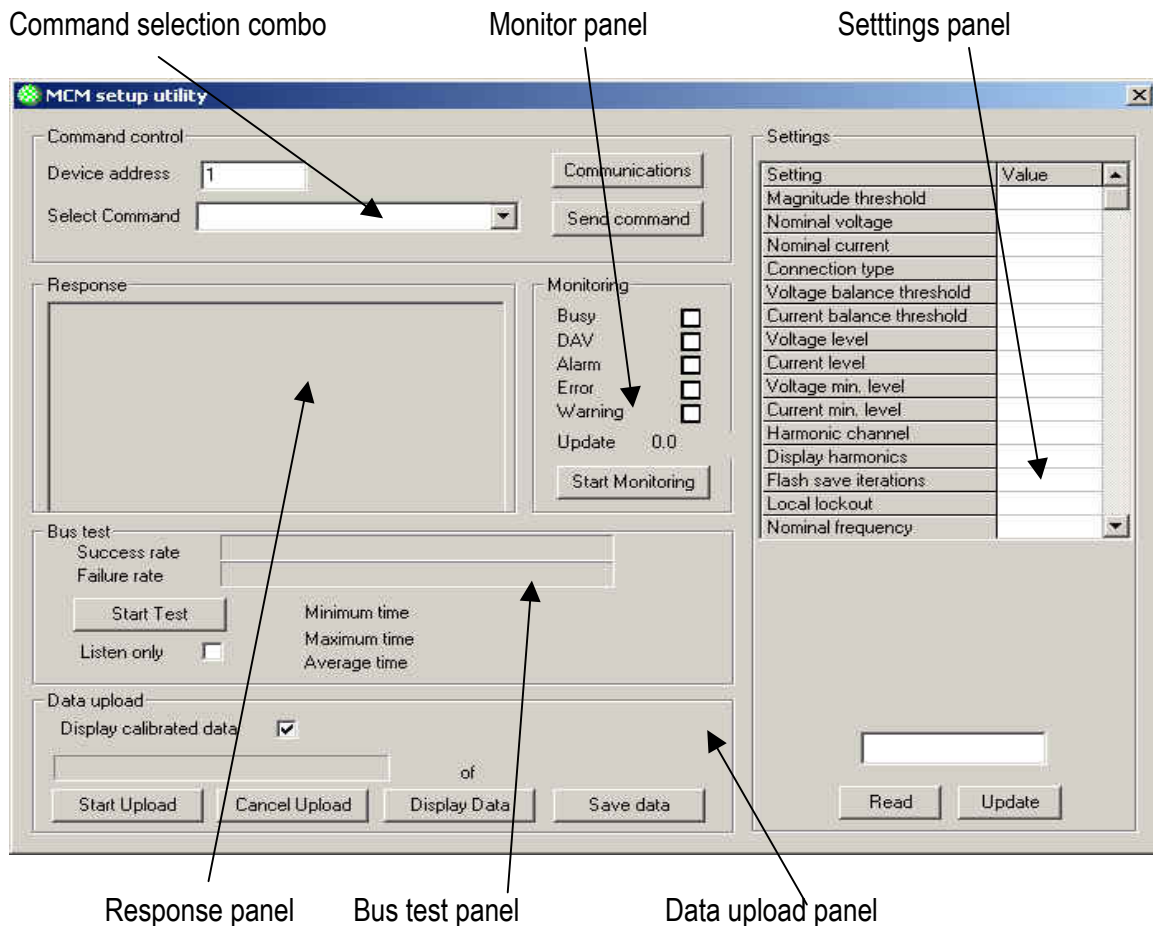 Command selection combo
Monitor panel
Setttings panel
MCM setup utility
Command control
Device address
1
Communications
Select Command
Send command
Response
Monitoring
Busy
DAV
Alarm
Error
Warning
Update 0.0
Start Monitoring
Bus test
Success rate
Failure rate
Start Test
Listen only
Minimum time
Maximum time
Average time
Data upload
Display calibrated data
of
Start Upload
Cancel Upload
Display Data
Save data
Settings
Setting Value
Magnitude threshold
Nominal voltage
Nominal current
Connection type
Voltage balance threshold
Current balance threshold
Voltage level
Current level
Voltage min. level
Current min. level
Harmonic channel
Display harmonics
Flash save iterations
Local lockout
Nominal frequency
Read
Update
Response panel
Bus test panel
Data upload panel